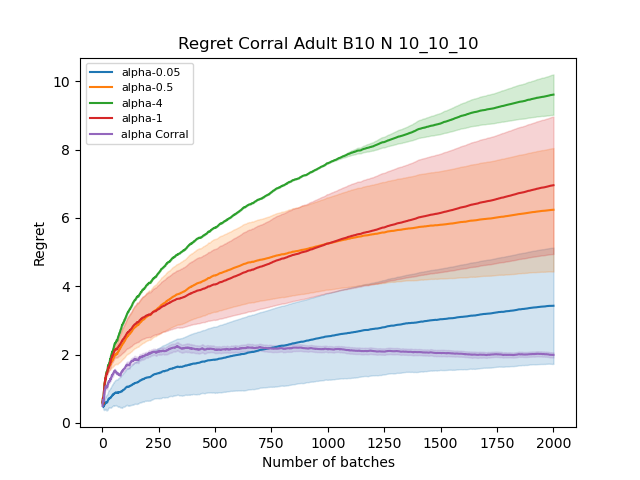 Regret Corral Adult B10 N 10_10_10
alpha-0.05
alpha-0.5
alpha-4
alpha-1
alpha Corral
Regret
10
8
6
4
2
0
0 250 500 750 1000 1250 1500 1750 2000
Number of batches